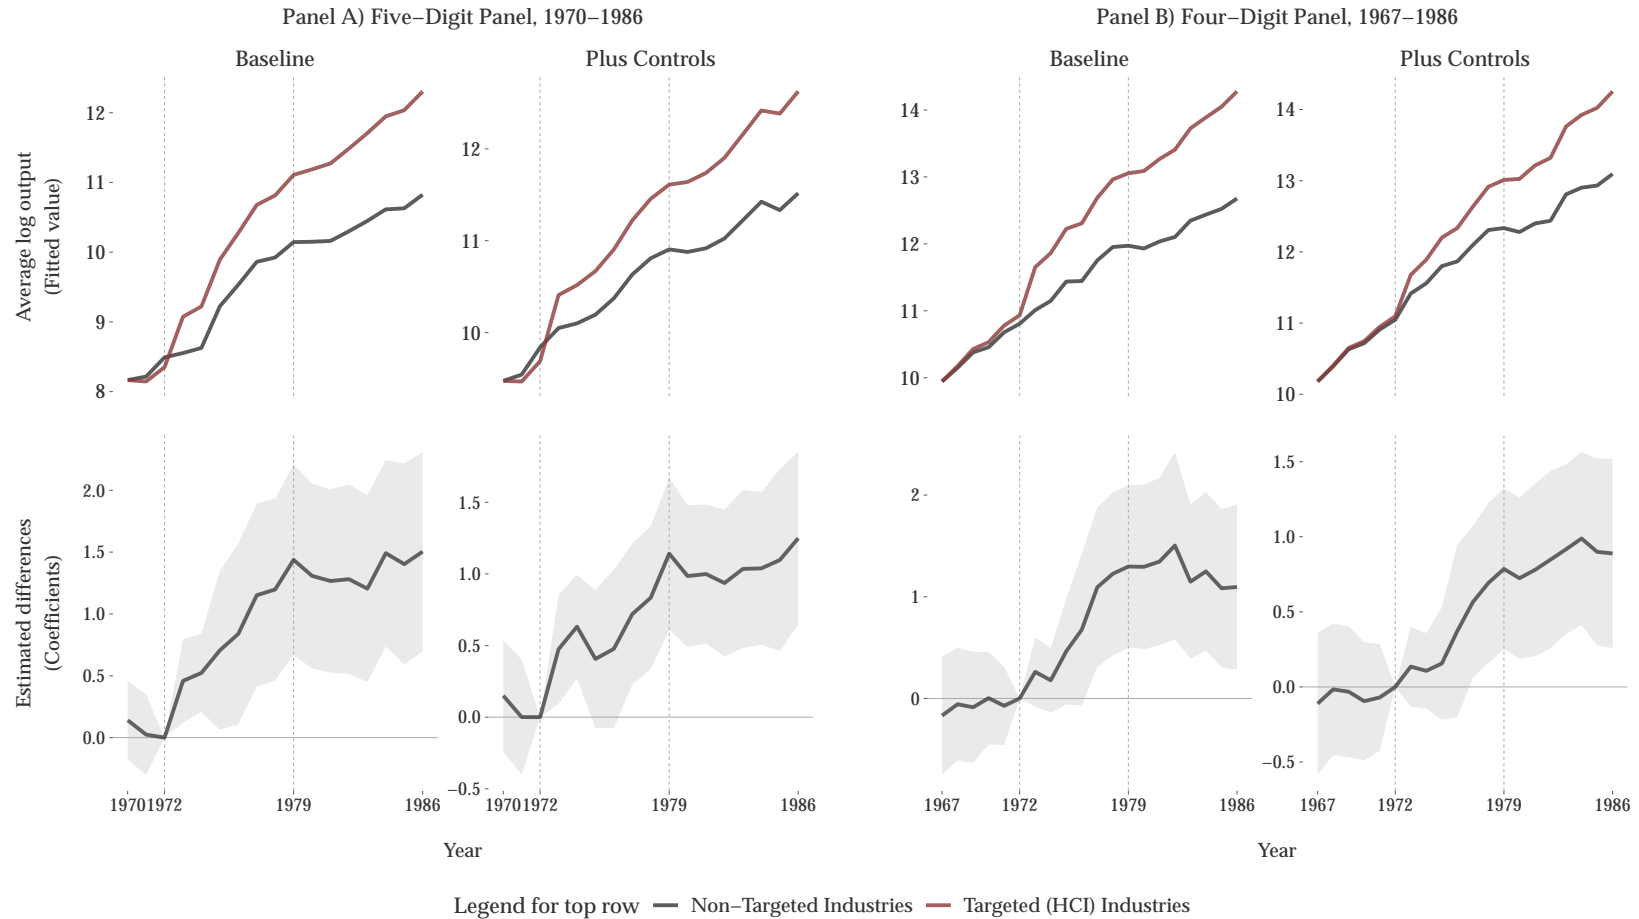 Panel A) Five−Digit Panel, 1970−1986
Panel B) Four−Digit Panel, 1967−1986
Baseline
Plus Controls
Baseline
Plus Controls
Average log output
(Fitted value)
12
11
10
9
8
12
11
10
14
13
12
11
10
14
13
12
11
10
Estimated differences
(Coefficients)
2.0
1.5
1.0
0.5
0.0
1.5
1.0
0.5
0.0
−0.5
2
1
0
1.5
1.0
0.5
0.0
−0.5
1970 1972 1979 1986
1970 1972 1979 1986
1967 1972 1979 1986
1967 1972 1979 1986
Year
Year
Legend for top row Non−Targeted Industries Targeted (HCI) Industries